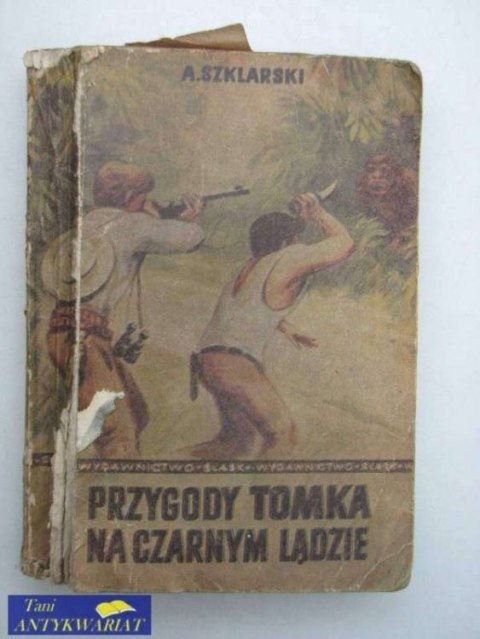 A. SZKLARSKI
WYDAWNICTWO • ŚLĄSK • WYDAWNICTWO • ŚLĄSK • W
PRZYGODY TOMKA
NA CZARNYM LĄDZIE
Tani
ANTYKWARIAT